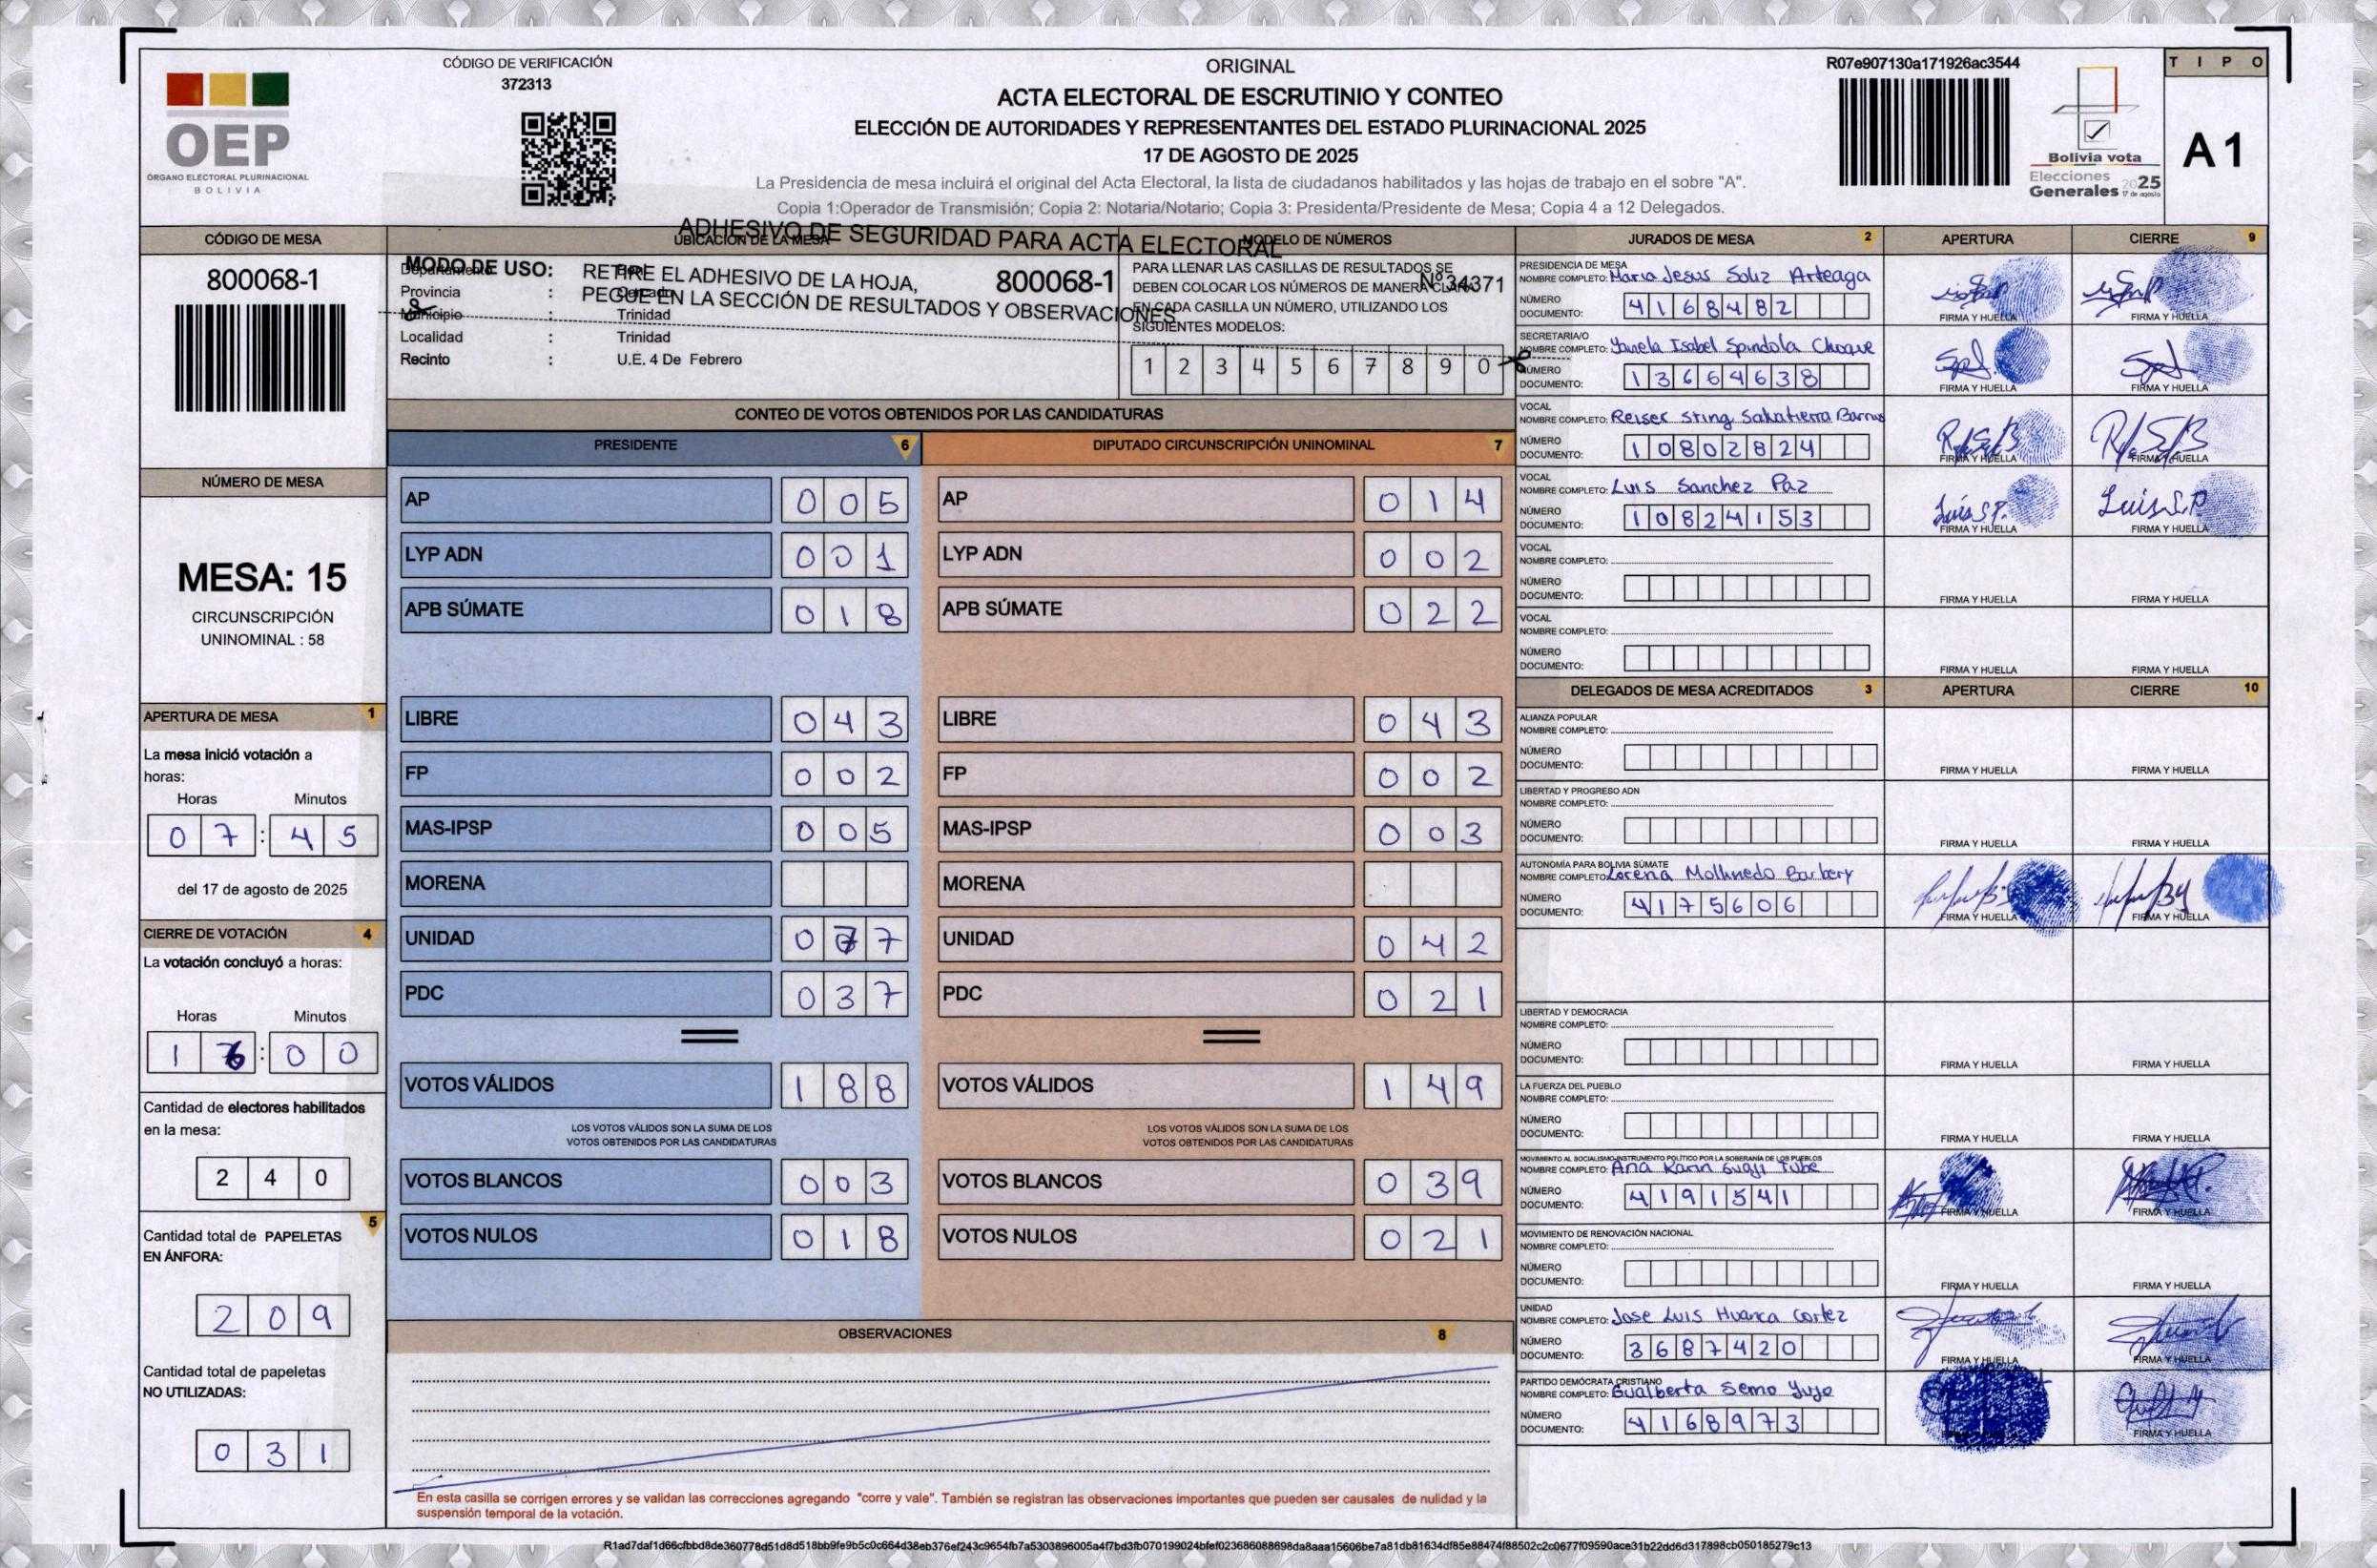 CÓDIGO DE VERIFICACIÓN
372313
OEP
ÓRGANO ELECTORAL PLURINACIONAL
BOLIVIA
ORIGINAL
ACTA ELECTORAL DE ESCRUTINIO Y CONTEO
ELECCIÓN DE AUTORIDADES Y REPRESENTANTES DEL ESTADO PLURINACIONAL 2025
17 DE AGOSTO DE 2025
La Presidencia de mesa incluirá el original del Acta Electoral, la lista de ciudadanos habilitados y las hojas de trabajo en el sobre "A".
Copia 1:Operador de Transmisión; Copia 2: Notaria/Notario; Copia 3: Presidenta/Presidente de Mesa; Copia 4 a 12 Delegados.
R07e907130a171926ac3544
Bolivia vota
Elecciones
Generales 2025
17 de agosto
TIPO
A1
CÓDIGO DE MESA
800068-1
NÚMERO DE MESA
MESA: 15
CIRCUNSCRIPCIÓN
UNINOMINAL : 58
APERTURA DE MESA 1
La mesa inició votación a
horas:
Horas Minutos
07:45
del 17 de agosto de 2025
CIERRE DE VOTACIÓN 4
La votación concluyó a horas:
Horas Minutos
16:00
Cantidad de electores habilitados
en la mesa:
240
5
Cantidad total de PAPELETAS
EN ÁNFORA:
209
Cantidad total de papeletas
NO UTILIZADAS:
031
UBICACIÓN DE LA MESA
ADHESIVO DE SEGURIDAD PARA ACTA ELECTORAL
MODO DE USO: RETIRE EL ADHESIVO DE LA HOJA,
PEGUE EN LA SECCIÓN DE RESULTADOS Y OBSERVACIONES
Nº 34371
800068-1
Departamento :
Provincia : Cercado
Municipio : Trinidad
Localidad : Trinidad
Recinto : U.E. 4 De Febrero
MODELO DE NÚMEROS
PARA LLENAR LAS CASILLAS DE RESULTADOS SE
DEBEN COLOCAR LOS NÚMEROS DE MANERA CLARA
EN CADA CASILLA UN NÚMERO, UTILIZANDO LOS
SIGUIENTES MODELOS:
1 2 3 4 5 6 7 8 9 0
CONTEO DE VOTOS OBTENIDOS POR LAS CANDIDATURAS
PRESIDENTE 6
AP 005
LYP ADN 001
APB SÚMATE 018
LIBRE 043
FP 002
MAS-IPSP 005
MORENA
UNIDAD 077
PDC 037
VOTOS VÁLIDOS 188
LOS VOTOS VÁLIDOS SON LA SUMA DE LOS
VOTOS OBTENIDOS POR LAS CANDIDATURAS
VOTOS BLANCOS 003
VOTOS NULOS 018
DIPUTADO CIRCUNSCRIPCIÓN UNINOMINAL 7
AP 014
LYP ADN 002
APB SÚMATE 022
LIBRE 043
FP 002
MAS-IPSP 003
MORENA
UNIDAD 042
PDC 021
VOTOS VÁLIDOS 149
LOS VOTOS VÁLIDOS SON LA SUMA DE LOS
VOTOS OBTENIDOS POR LAS CANDIDATURAS
VOTOS BLANCOS 039
VOTOS NULOS 021
OBSERVACIONES 8
En esta casilla se corrigen errores y se validan las correcciones agregando "corre y vale". También se registran las observaciones importantes que pueden ser causales de nulidad y la
suspensión temporal de la votación.
JURADOS DE MESA 2 APERTURA CIERRE 9
PRESIDENCIA DE MESA
NOMBRE COMPLETO: Maria Jesus Soliz Arteaga
NÚMERO
DOCUMENTO: 4168482
FIRMA Y HUELLA FIRMA Y HUELLA
SECRETARIA/O
NOMBRE COMPLETO: Yanela Isabel Spindola Choque
NÚMERO
DOCUMENTO: 13664638
FIRMA Y HUELLA FIRMA Y HUELLA
VOCAL
NOMBRE COMPLETO: Reiser Sting Salvatierra
NÚMERO
DOCUMENTO: 10802824
FIRMA Y HUELLA FIRMA Y HUELLA
VOCAL
NOMBRE COMPLETO: Luis Sanchez Paz
NÚMERO
DOCUMENTO: 10824153
Luis S.P. Luis S.P
FIRMA Y HUELLA FIRMA Y HUELLA
VOCAL
NOMBRE COMPLETO:
NÚMERO
DOCUMENTO:
FIRMA Y HUELLA FIRMA Y HUELLA
VOCAL
NOMBRE COMPLETO:
NÚMERO
DOCUMENTO:
FIRMA Y HUELLA FIRMA Y HUELLA
DELEGADOS DE MESA ACREDITADOS 3 APERTURA CIERRE 10
ALIANZA POPULAR
NOMBRE COMPLETO:
NÚMERO
DOCUMENTO:
FIRMA Y HUELLA FIRMA Y HUELLA
LIBERTAD Y PROGRESO ADN
NOMBRE COMPLETO:
NÚMERO
DOCUMENTO:
FIRMA Y HUELLA FIRMA Y HUELLA
AUTONOMÍA PARA BOLIVIA SÚMATE
NOMBRE COMPLETO: Lorena Mollinedo Barbery
NÚMERO
DOCUMENTO: 4175606
FIRMA Y HUELLA FIRMA Y HUELLA
LIBERTAD Y DEMOCRACIA
NOMBRE COMPLETO:
NÚMERO
DOCUMENTO:
FIRMA Y HUELLA FIRMA Y HUELLA
LA FUERZA DEL PUEBLO
NOMBRE COMPLETO:
NÚMERO
DOCUMENTO:
FIRMA Y HUELLA FIRMA Y HUELLA
MOVIMIENTO AL SOCIALISMO-INSTRUMENTO POLÍTICO POR LA SOBERANÍA DE LOS PUEBLOS
NOMBRE COMPLETO: Ana Karin
NÚMERO
DOCUMENTO: 4191541
FIRMA Y HUELLA FIRMA Y HUELLA
MOVIMIENTO DE RENOVACIÓN NACIONAL
NOMBRE COMPLETO:
NÚMERO
DOCUMENTO:
FIRMA Y HUELLA FIRMA Y HUELLA
UNIDAD
NOMBRE COMPLETO: Jose Luis Huanca Cortez
NÚMERO
DOCUMENTO: 3687420
FIRMA Y HUELLA FIRMA Y HUELLA
PARTIDO DEMÓCRATA CRISTIANO
NOMBRE COMPLETO: Gualberta Semo Yujo
NÚMERO
DOCUMENTO: 4168973
FIRMA Y HUELLA